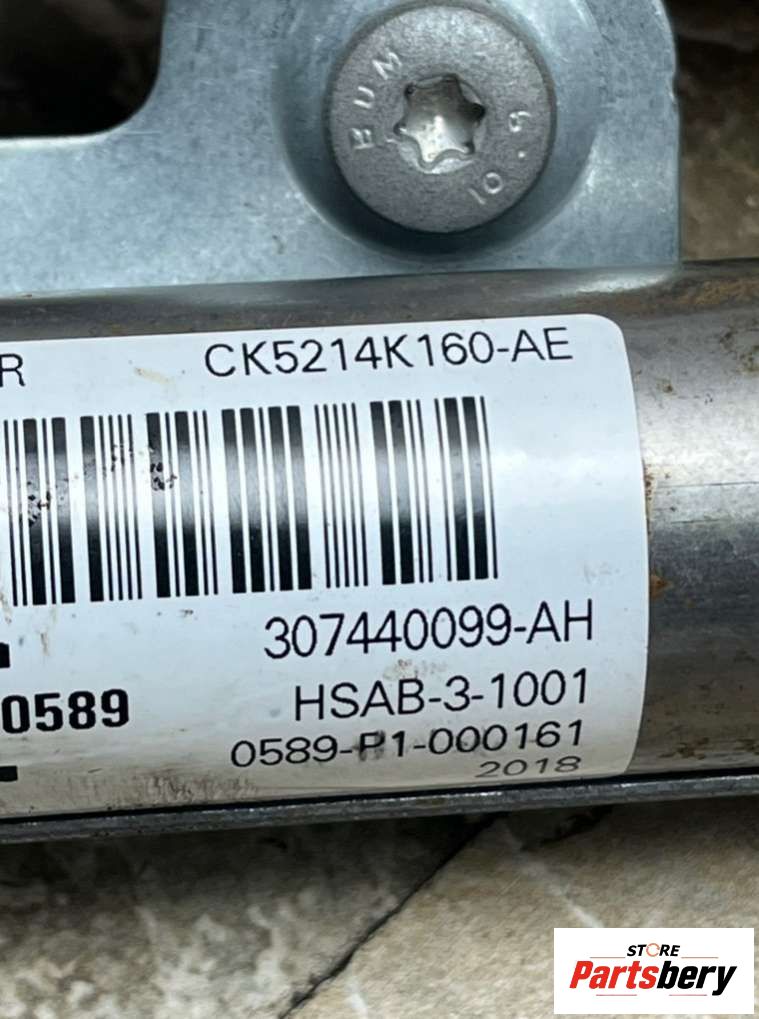 BUM
10.9
R
CK5214K160-AE
307440099-AH
0589
HSAB-3-1001
0589-P1-000161
2018
STORE
Partsbery